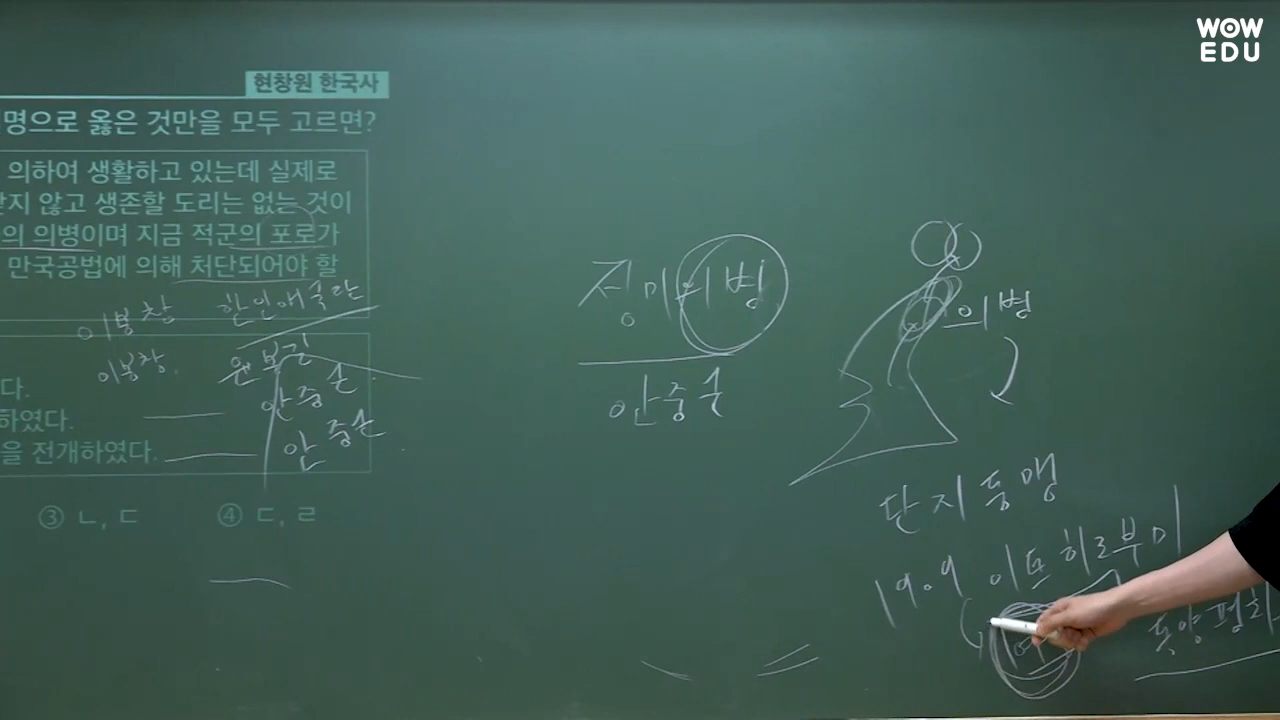 WOW
EDU
현창원 한국사
명으로 옳은 것만을 모두 고르면?
의하여 생활하고 있는데 실제로
받지 않고 생존할 도리는 없는 것이
의 의병이며 지금 적군의 포로가
만국공법에 의해 처단되어야 할
이봉창 한인애국단
이봉창 윤봉길
안중근
안중근
다.
하였다.
을 전개하였다.
③ ㄴ, ㄷ ④ ㄷ, ㄹ
정미의병
안중근
의병
단지동맹
1909 이토히로부미
동양평화